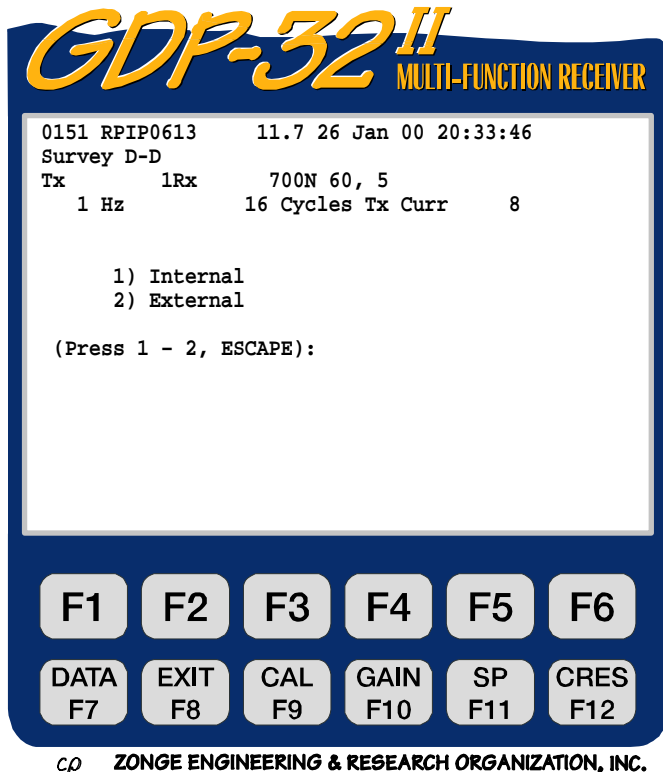 GDP-32 II
MULTI-FUNCTION RECEIVER
0151 RPIP0613 11.7 26 Jan 00 20:33:46
Survey D-D
Tx 1Rx 700N 60, 5
1 Hz 16 Cycles Tx Curr 8
1) Internal
2) External
(Press 1 – 2, ESCAPE):
F1 F2 F3 F4 F5 F6
DATA EXIT CAL GAIN SP CRES
F7 F8 F9 F10 F11 F12
ZONGE ENGINEERING & RESEARCH ORGANIZATION, INC.